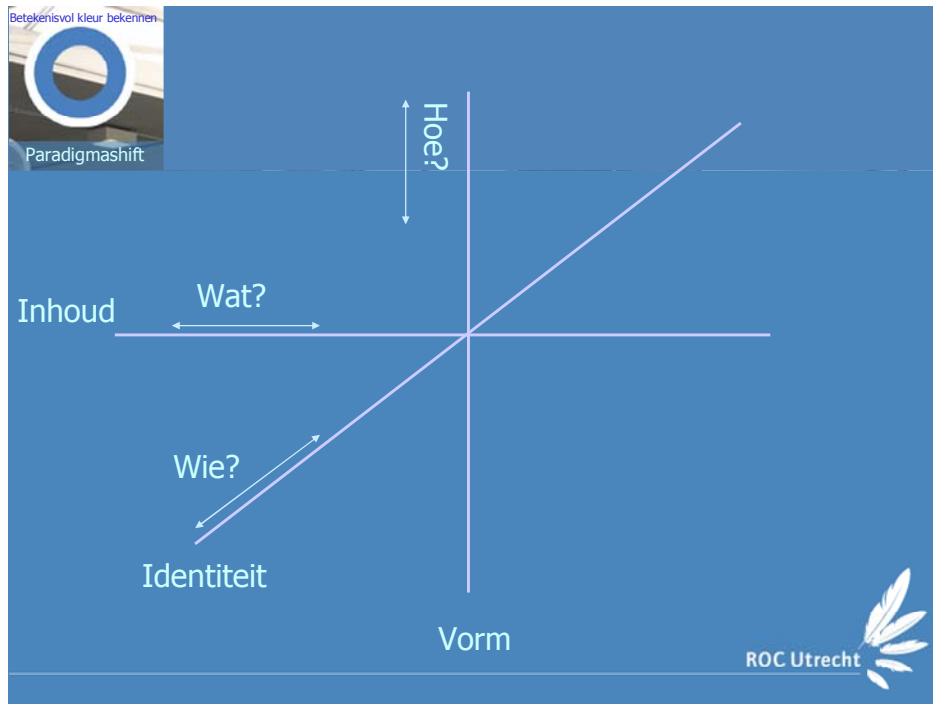 Betekenisvol kleur bekennen
Paradigmashift
Hoe?
Wat?
Inhoud
Wie?
Identiteit
Vorm
ROC Utrecht